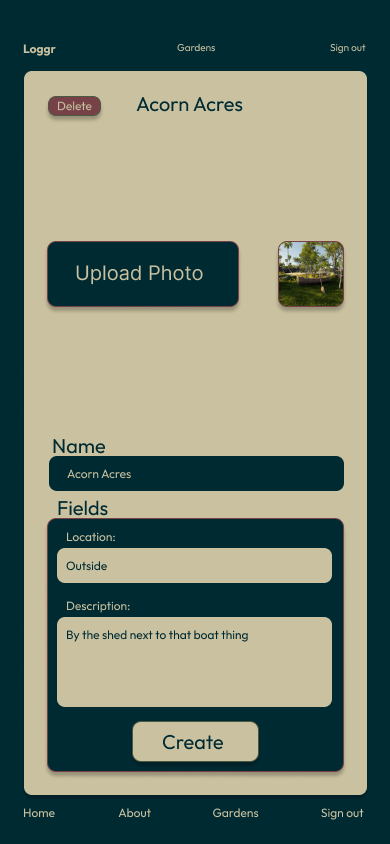 Loggr Gardens Sign out
Delete Acorn Acres
Upload Photo
Name
Acorn Acres
Fields
Location:
Outside
Description:
By the shed next to that boat thing
Create
Home About Gardens Sign out